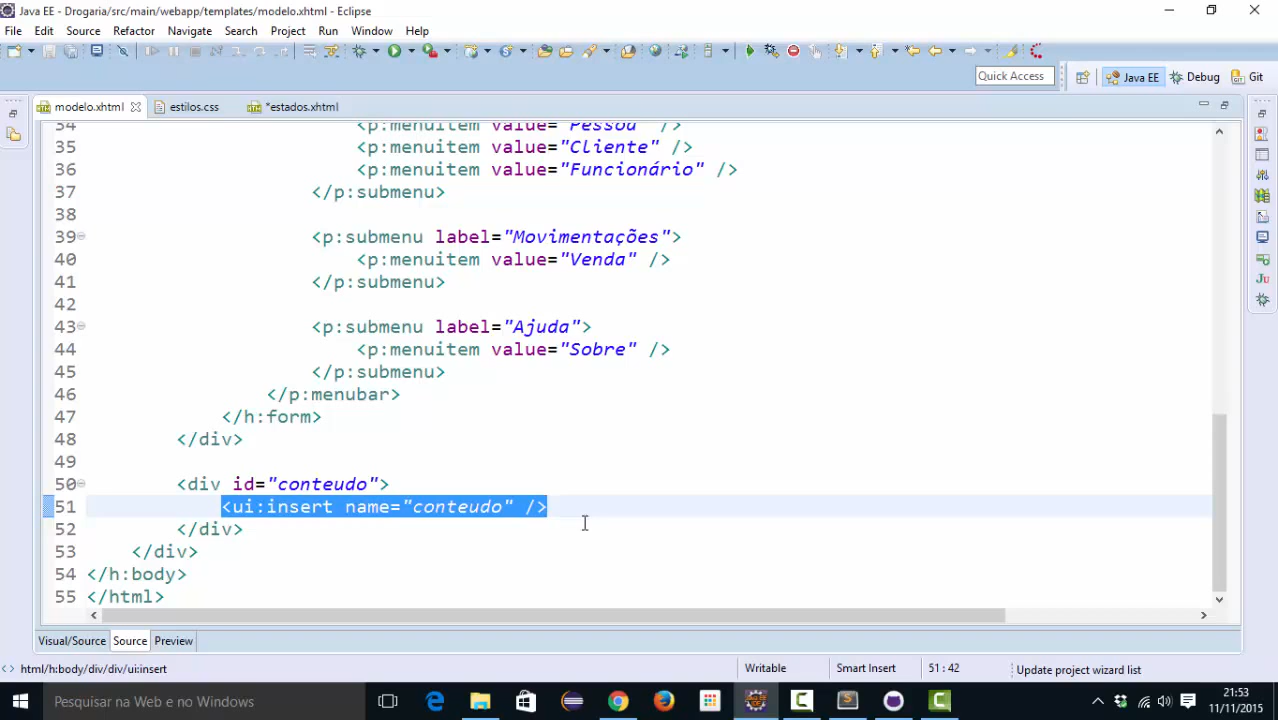 Java EE - Drogaria/src/main/webapp/templates/modelo.xhtml - Eclipse
File Edit Source Refactor Navigate Search Project Run Window Help
Quick Access
Java EE
Debug
Git
modelo.xhtml
estilos.css
*estados.xhtml
34 <p:menuitem value="Pessoa" />
35 <p:menuitem value="Cliente" />
36 <p:menuitem value="Funcionário" />
37 </p:submenu>
38
39 <p:submenu label="Movimentações">
40 <p:menuitem value="Venda" />
41 </p:submenu>
42
43 <p:submenu label="Ajuda">
44 <p:menuitem value="Sobre" />
45 </p:submenu>
46 </p:menubar>
47 </h:form>
48 </div>
49
50 <div id="conteudo">
51 <ui:insert name="conteudo" />
52 </div>
53 </div>
54 </h:body>
55 </html>
Visual/Source Source Preview
html/h:body/div/div/ui:insert
Writable
Smart Insert
51 : 42
Update project wizard list
Pesquisar na Web e no Windows
21:53
11/11/2015